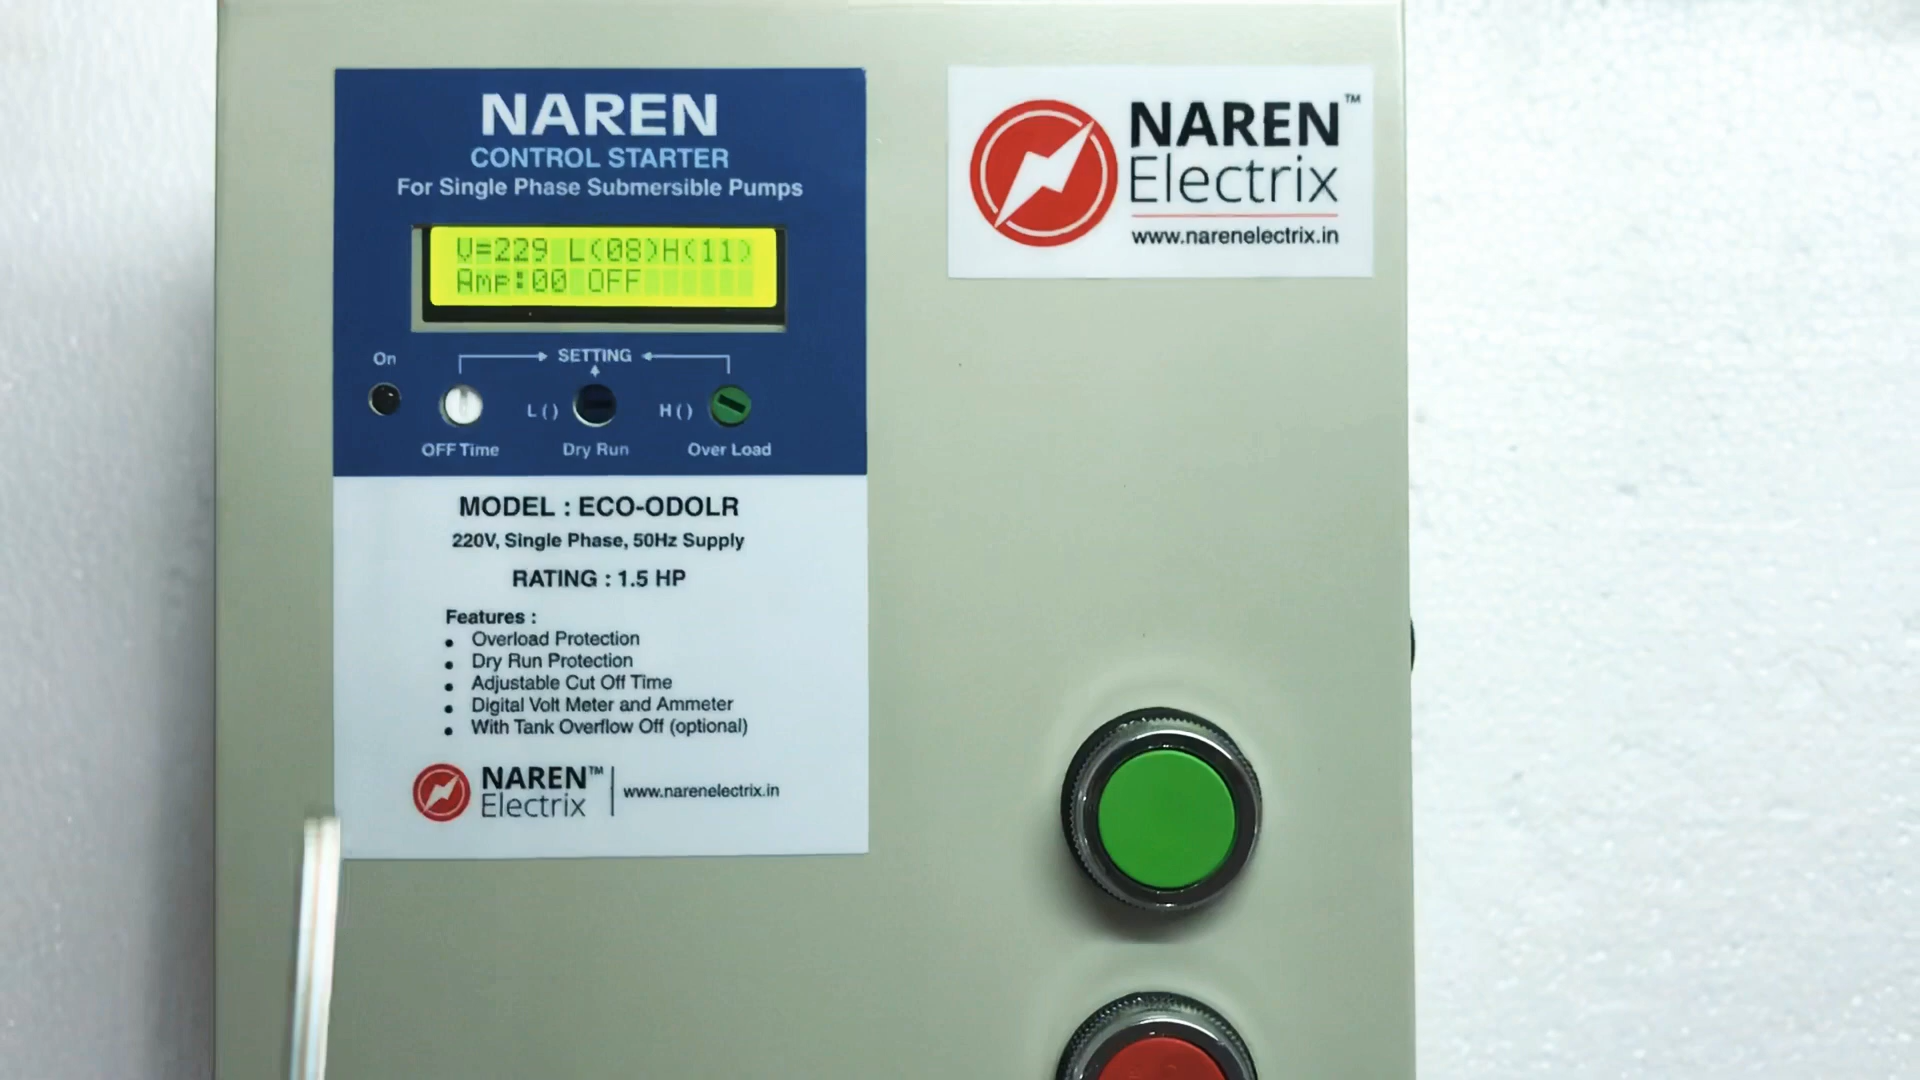 NAREN
CONTROL STARTER
For Single Phase Submersible Pumps
V=229 L(08)H(11)
Amp:00 OFF
On
SETTING
L ( )
H ( )
OFF Time
Dry Run
Over Load
MODEL : ECO-ODOLR
220V, Single Phase, 50Hz Supply
RATING : 1.5 HP
Features :
• Overload Protection
• Dry Run Protection
• Adjustable Cut Off Time
• Digital Volt Meter and Ammeter
• With Tank Overflow Off (optional)
NAREN™
Electrix
www.narenelectrix.in
NAREN™
Electrix
www.narenelectrix.in